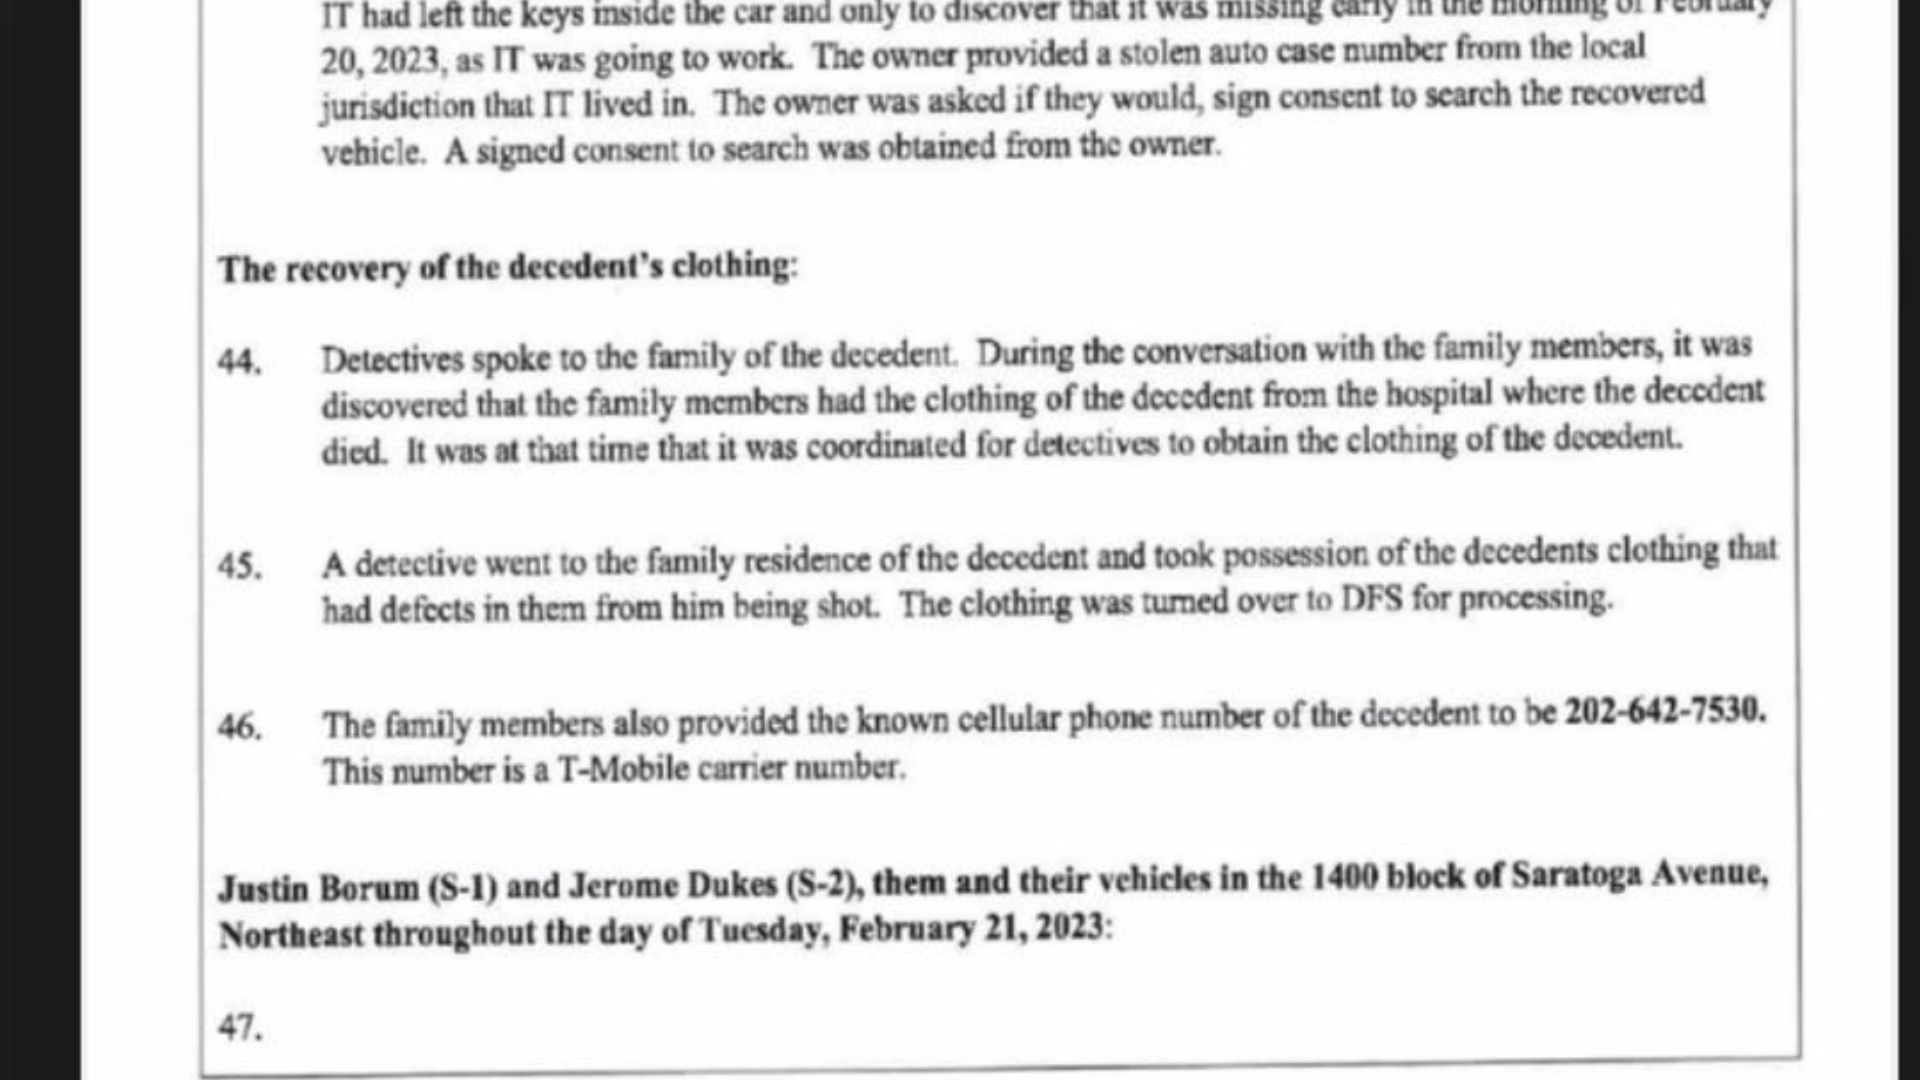 IT had left the keys inside the car and only to discover that it was missing early in the morning of February
20, 2023, as IT was going to work. The owner provided a stolen auto case number from the local
jurisdiction that IT lived in. The owner was asked if they would, sign consent to search the recovered
vehicle. A signed consent to search was obtained from the owner.
The recovery of the decedent's clothing:
44. Detectives spoke to the family of the decedent. During the conversation with the family members, it was
discovered that the family members had the clothing of the decedent from the hospital where the decedent
died. It was at that time that it was coordinated for detectives to obtain the clothing of the decedent.
45. A detective went to the family residence of the decedent and took possession of the decedents clothing that
had defects in them from him being shot. The clothing was turned over to DFS for processing.
46. The family members also provided the known cellular phone number of the decedent to be 202-642-7530.
This number is a T-Mobile carrier number.
Justin Borum (S-1) and Jerome Dukes (S-2), them and their vehicles in the 1400 block of Saratoga Avenue,
Northeast throughout the day of Tuesday, February 21, 2023:
47.